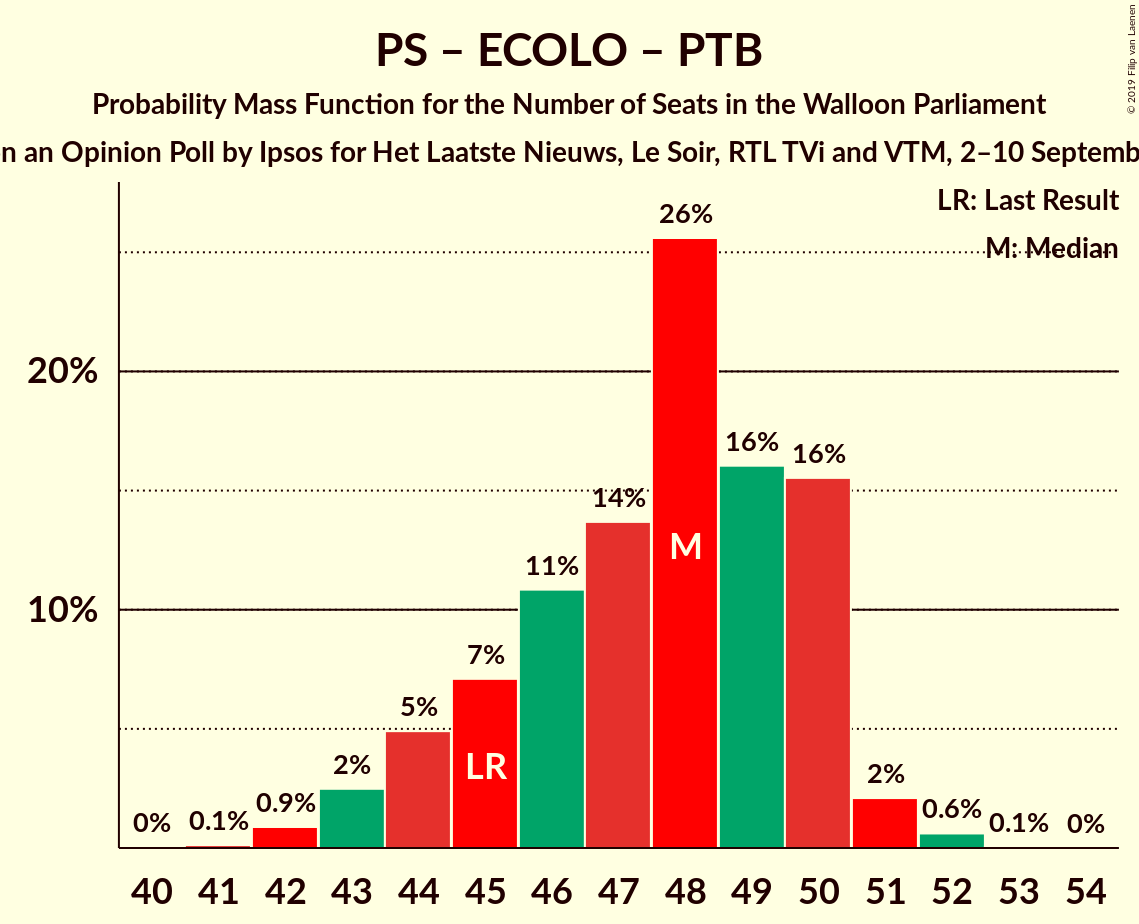 PS – ECOLO – PTB
Probability Mass Function for the Number of Seats in the Walloon Parliament
an Opinion Poll by Ipsos for Het Laatste Nieuws, Le Soir, RTL TVi and VTM, 2–10
© 2019 Filip van Laenen
LR: Last Result
M: Median
26%
20%
16%
16%
14%
M
11%
10%
7%
5%
LR
2%
2%
0.9%
0.6%
0%
0.1%
0.1%
0%
40 41 42 43 44 45 46 47 48 49 50 51 52 53 54